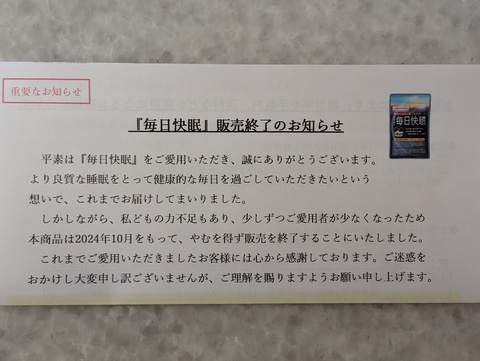 重要なお知らせ
『毎日快眠』販売終了のお知らせ
毎日快眠
平素は『毎日快眠』をご愛用いただき、誠にありがとうございます。
より良質な睡眠をとって健康的な毎日を過ごしていただきたいという
想いで、これまでお届けしてまいりました。
しかしながら、私どもの力不足もあり、少しずつご愛用者が少なくなったため
本商品は2024年10月をもって、やむを得ず販売を終了することにいたしました。
これまでご愛用いただきましたお客様には心から感謝しております。ご迷惑を
おかけし大変申し訳ございませんが、ご理解を賜りますようお願い申し上げます。